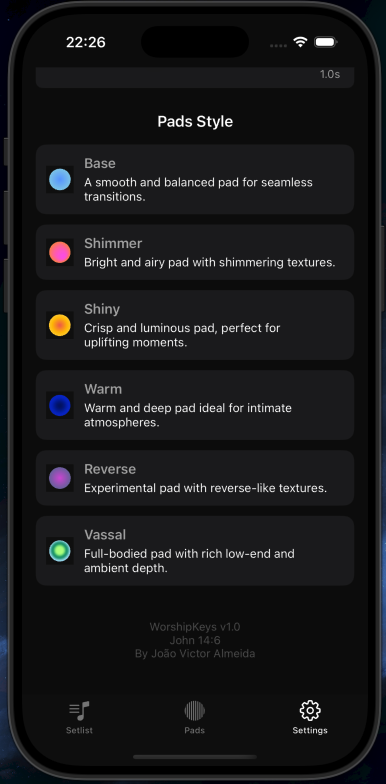 22:26
1.0s
Pads Style
Base
A smooth and balanced pad for seamless
transitions.
Shimmer
Bright and airy pad with shimmering textures.
Shiny
Crisp and luminous pad, perfect for
uplifting moments.
Warm
Warm and deep pad ideal for intimate
atmospheres.
Reverse
Experimental pad with reverse-like textures.
Vassal
Full-bodied pad with rich low-end and
ambient depth.
WorshipKeys v1.0
John 14:6
By João Victor Almeida
Setlist
Pads
Settings